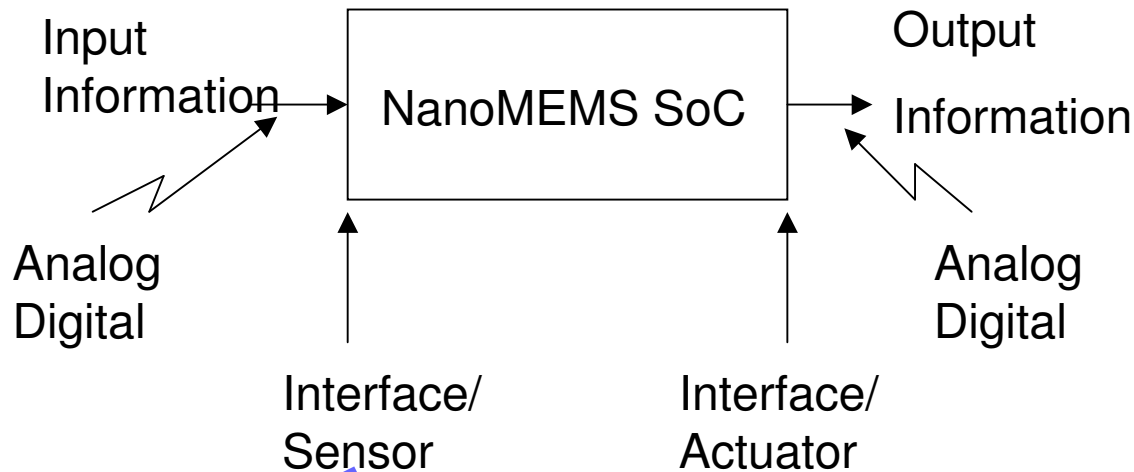 Input
Information
NanoMEMS SoC
Output
Information
Analog
Digital
Analog
Digital
Interface/
Sensor
Interface/
Actuator